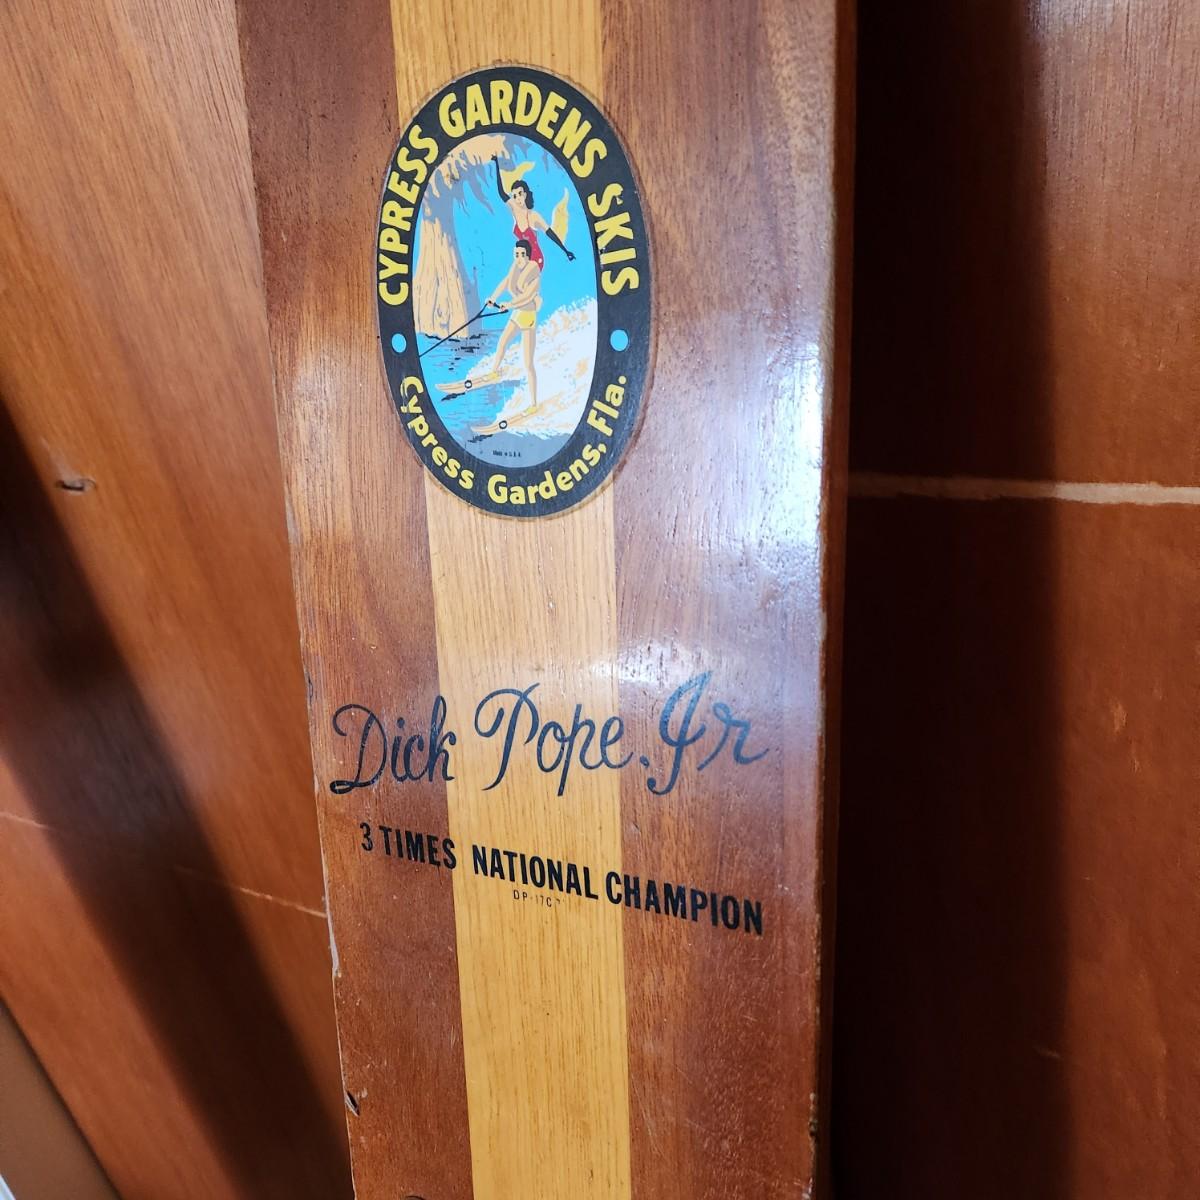 CYPRESS GARDENS SKIS
Cypress Gardens, Fla.
Dick Pope. Jr
3 TIMES NATIONAL CHAMPION